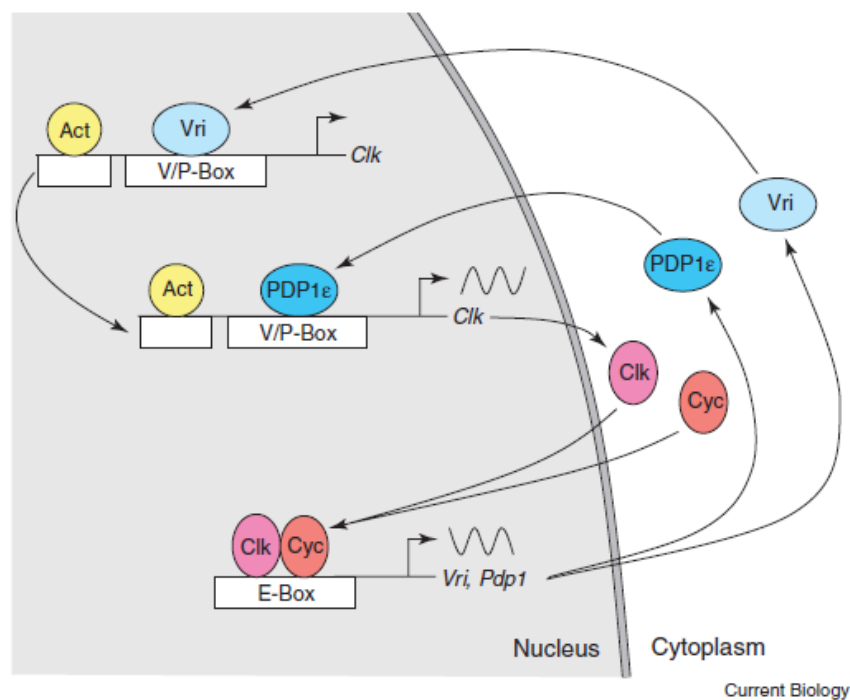 Act
Vri
V/P-Box
Clk
Vri
Act
PDP1ε
V/P-Box
Clk
PDP1ε
Clk
Cyc
Clk
Cyc
E-Box
Vri, Pdp1
Nucleus
Cytoplasm
Current Biology